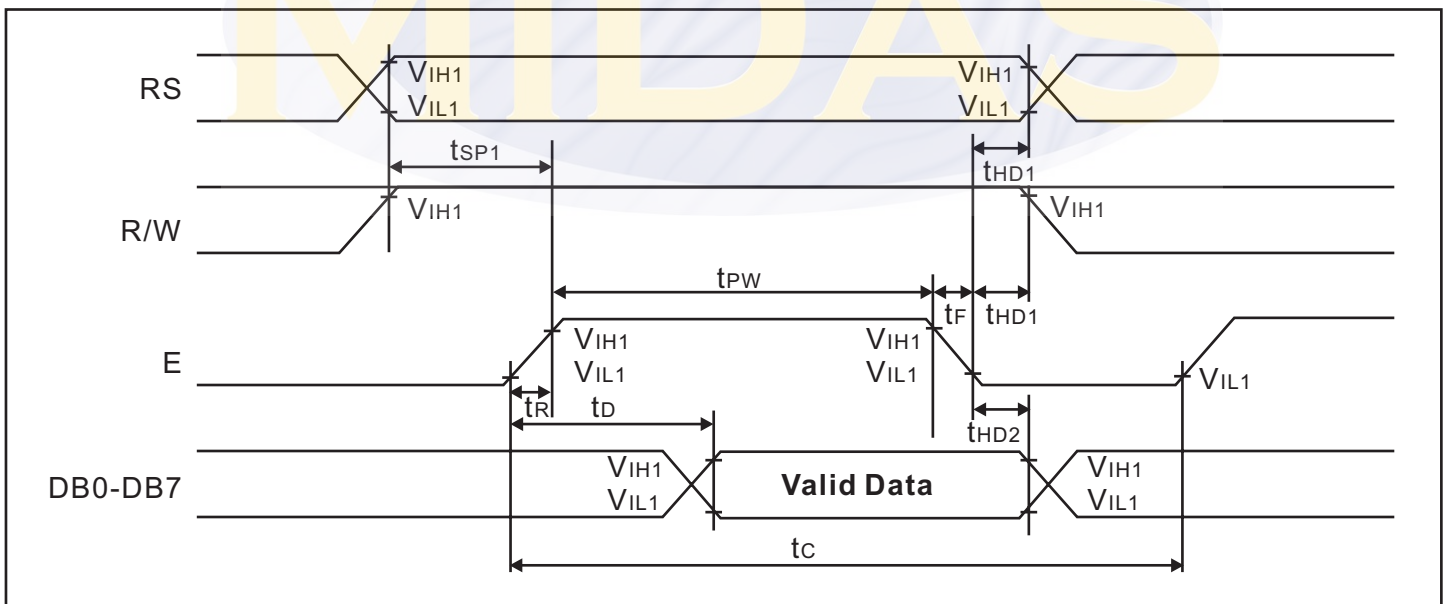 MIDAS
RS
VIH1
VIH1
VIL1
VIL1
tSP1
tHD1
R/W
VIH1
VIH1
tPW
tF
tHD1
E
VIH1
VIH1
VIL1
VIL1
VIL1
tR
tD
tHD2
DB0-DB7
VIH1
Valid Data
VIH1
VIL1
VIL1
tC